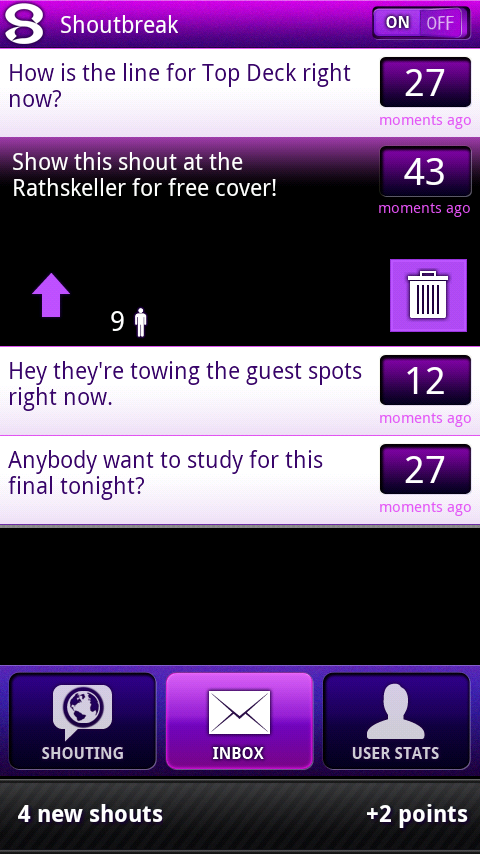 Shoutbreak
ON OFF
How is the line for Top Deck right
now?
27
moments ago
Show this shout at the
Rathskeller for free cover!
43
moments ago
9
Hey they're towing the guest spots
right now.
12
moments ago
Anybody want to study for this
final tonight?
27
moments ago
SHOUTING
INBOX
USER STATS
4 new shouts
+2 points